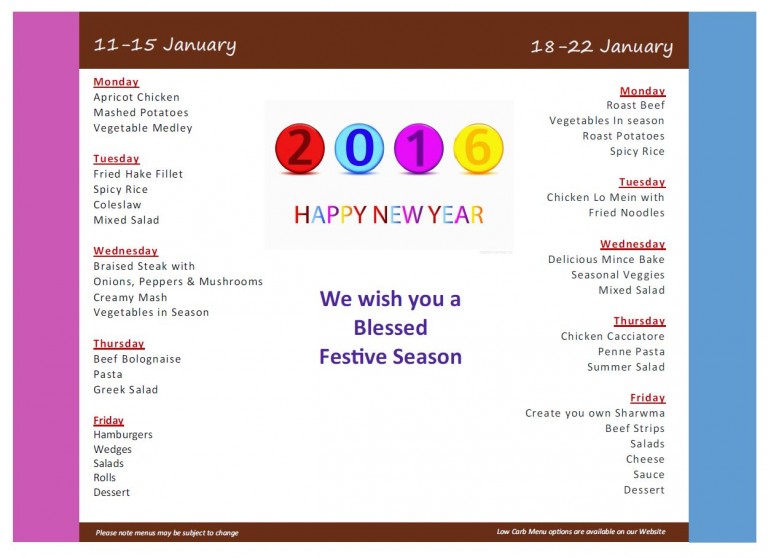 11-15 January
Monday
Apricot Chicken
Mashed Potatoes
Vegetable Medley
Tuesday
Fried Hake Fillet
Spicy Rice
Coleslaw
Mixed Salad
Wednesday
Braised Steak with
Onions, Peppers & Mushrooms
Creamy Mash
Vegetables in Season
Thursday
Beef Bolognaise
Pasta
Greek Salad
Friday
Hamburgers
Wedges
Salads
Rolls
Dessert
Please note menus may be subject to change
2016
HAPPY NEW YEAR
We wish you a
Blessed
Festive Season
18-22 January
Monday
Roast Beef
Vegetables In season
Roast Potatoes
Spicy Rice
Tuesday
Chicken Lo Mein with
Fried Noodles
Wednesday
Delicious Mince Bake
Seasonal Veggies
Mixed Salad
Thursday
Chicken Cacciatore
Penne Pasta
Summer Salad
Friday
Create you own Sharwma
Beef Strips
Salads
Cheese
Sauce
Dessert
Low Carb Menu options are available on our Website